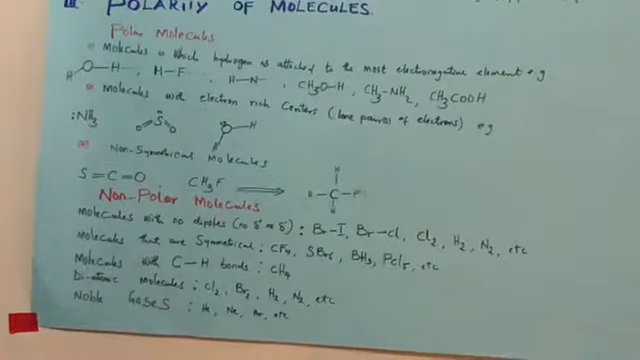 III POLARITY OF MOLECULES.
Polar Molecules
Molecules in which hydrogen is attached to the most electronegative element e.g
H O-H, H-F, H-N, CH3O-H, CH3-NH2, CH3COOH
Molecules with electron rich centers (lone pair(s) of electrons) e.g
:NH3 O=S=O O-H H
Non-Symmetrical Molecules
S=C=O, CH3F H H-C-F H
Non-Polar Molecules
Molecules with no dipoles (no δ+ or δ-) : Br-I, Br-Cl, Cl2, H2, N2, etc
Molecules that are Symmetrical : CF4, SBr6, BH3, PCl5, etc
Molecules with C-H bonds : CH4
Di-atomic molecules : Cl2, Br2, H2, N2, etc
Noble Gases : He, Ne, Ar, etc